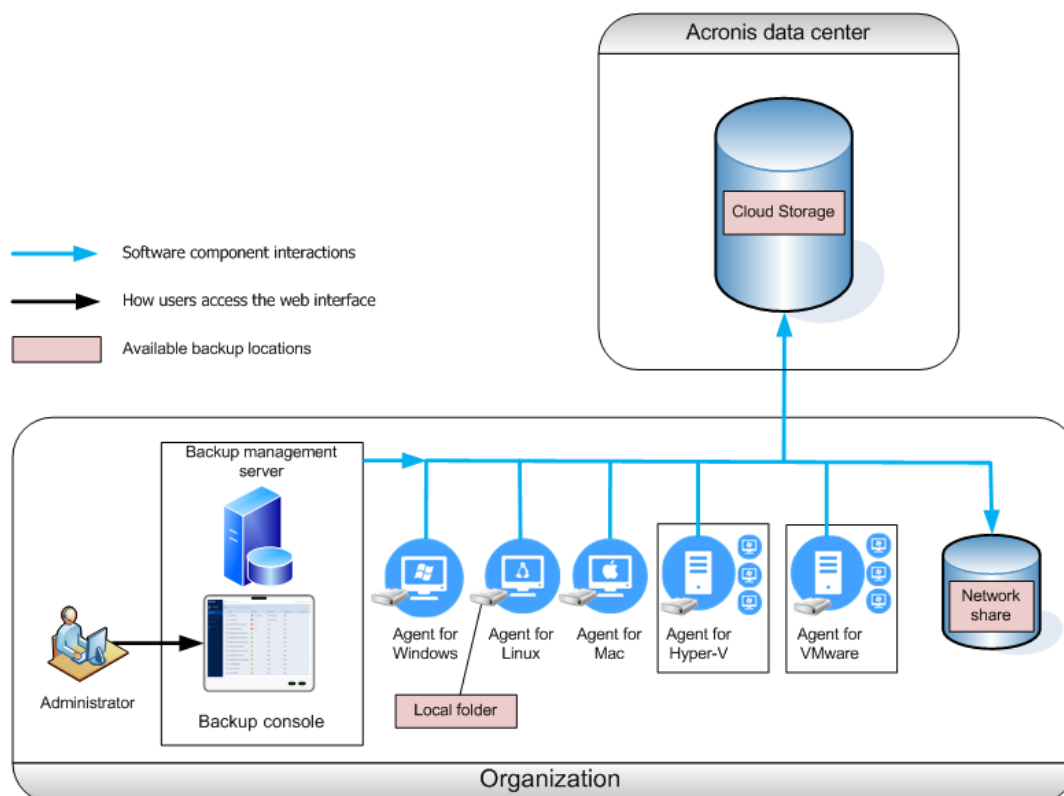 Acronis data center
Cloud Storage
Software component interactions
How users access the web interface
Available backup locations
Backup management
server
Administrator
Backup console
Agent for
Windows
Agent for
Linux
Agent for
Mac
Agent for
Hyper-V
Agent for
VMware
Network
share
Local folder
Organization